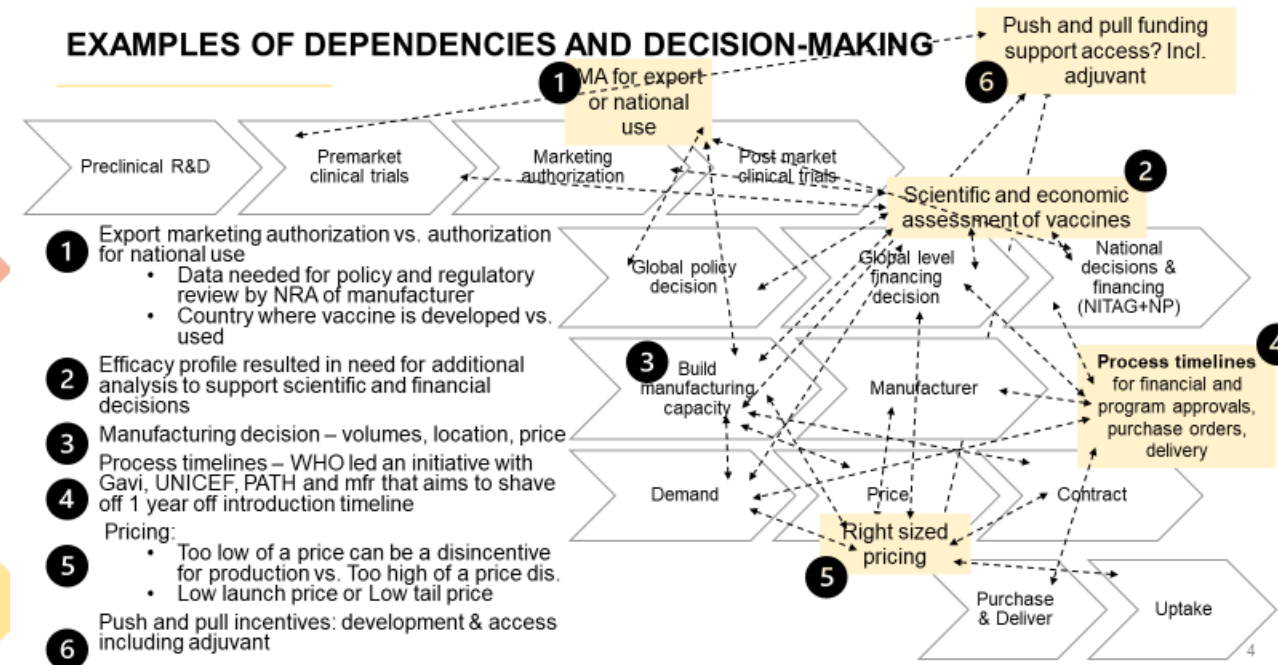 EXAMPLES OF DEPENDENCIES AND DECISION-MAKING
Push and pull funding
support access? Incl.
adjuvant
6
1
MA for export
or national
use
Preclinical R&D
Premarket
clinical trials
Marketing
authorization
Post market
clinical trials
2
Scientific and economic
assessment of vaccines
1
Export marketing authorization vs. authorization
for national use
• Data needed for policy and regulatory
review by NRA of manufacturer
• Country where vaccine is developed vs.
used
2
Efficacy profile resulted in need for additional
analysis to support scientific and financial
decisions
3
Manufacturing decision – volumes, location, price
4
Process timelines – WHO led an initiative with
Gavi, UNICEF, PATH and mfr that aims to shave
off 1 year off introduction timeline
5
Pricing:
• Too low of a price can be a disincentive
for production vs. Too high of a price dis.
• Low launch price or Low tail price
6
Push and pull incentives: development & access
including adjuvant
Global policy
decision
Global level
financing
decision
National
decisions &
financing
(NITAG+NP)
3
Build
manufacturing
capacity
Manufacturer
4
Process timelines
for financial and
program approvals,
purchase orders,
delivery
Demand
Price
Contract
Right sized
pricing
5
Purchase
& Deliver
Uptake
4